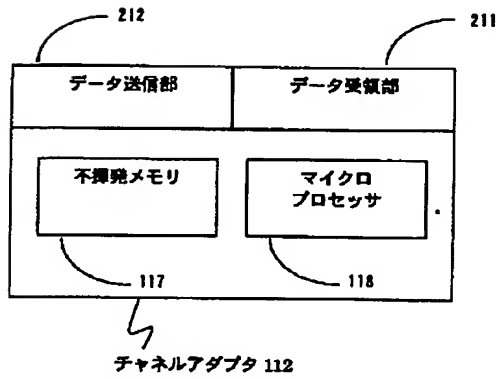 212
211
データ送信部
データ受領部
不揮発メモリ
マイクロ
プロセッサ
117
118
チャネルアダプタ 112